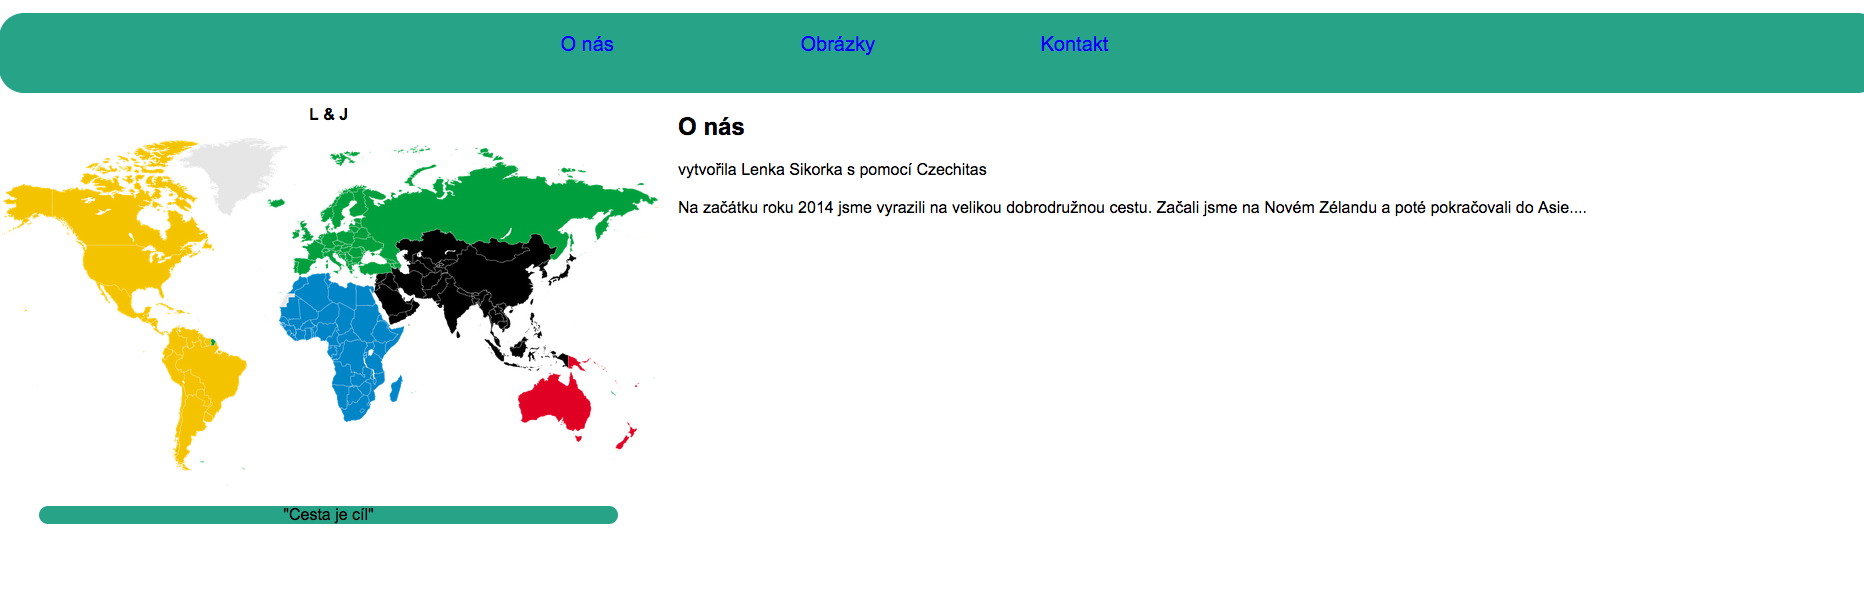 O nás Obrázky Kontakt
L & J
O nás
vytvořila Lenka Sikorka s pomocí Czechitas
Na začátku roku 2014 jsme vyrazili na velikou dobrodružnou cestu. Začali jsme na Novém Zélandu a poté pokračovali do Asie....
"Cesta je cíl"